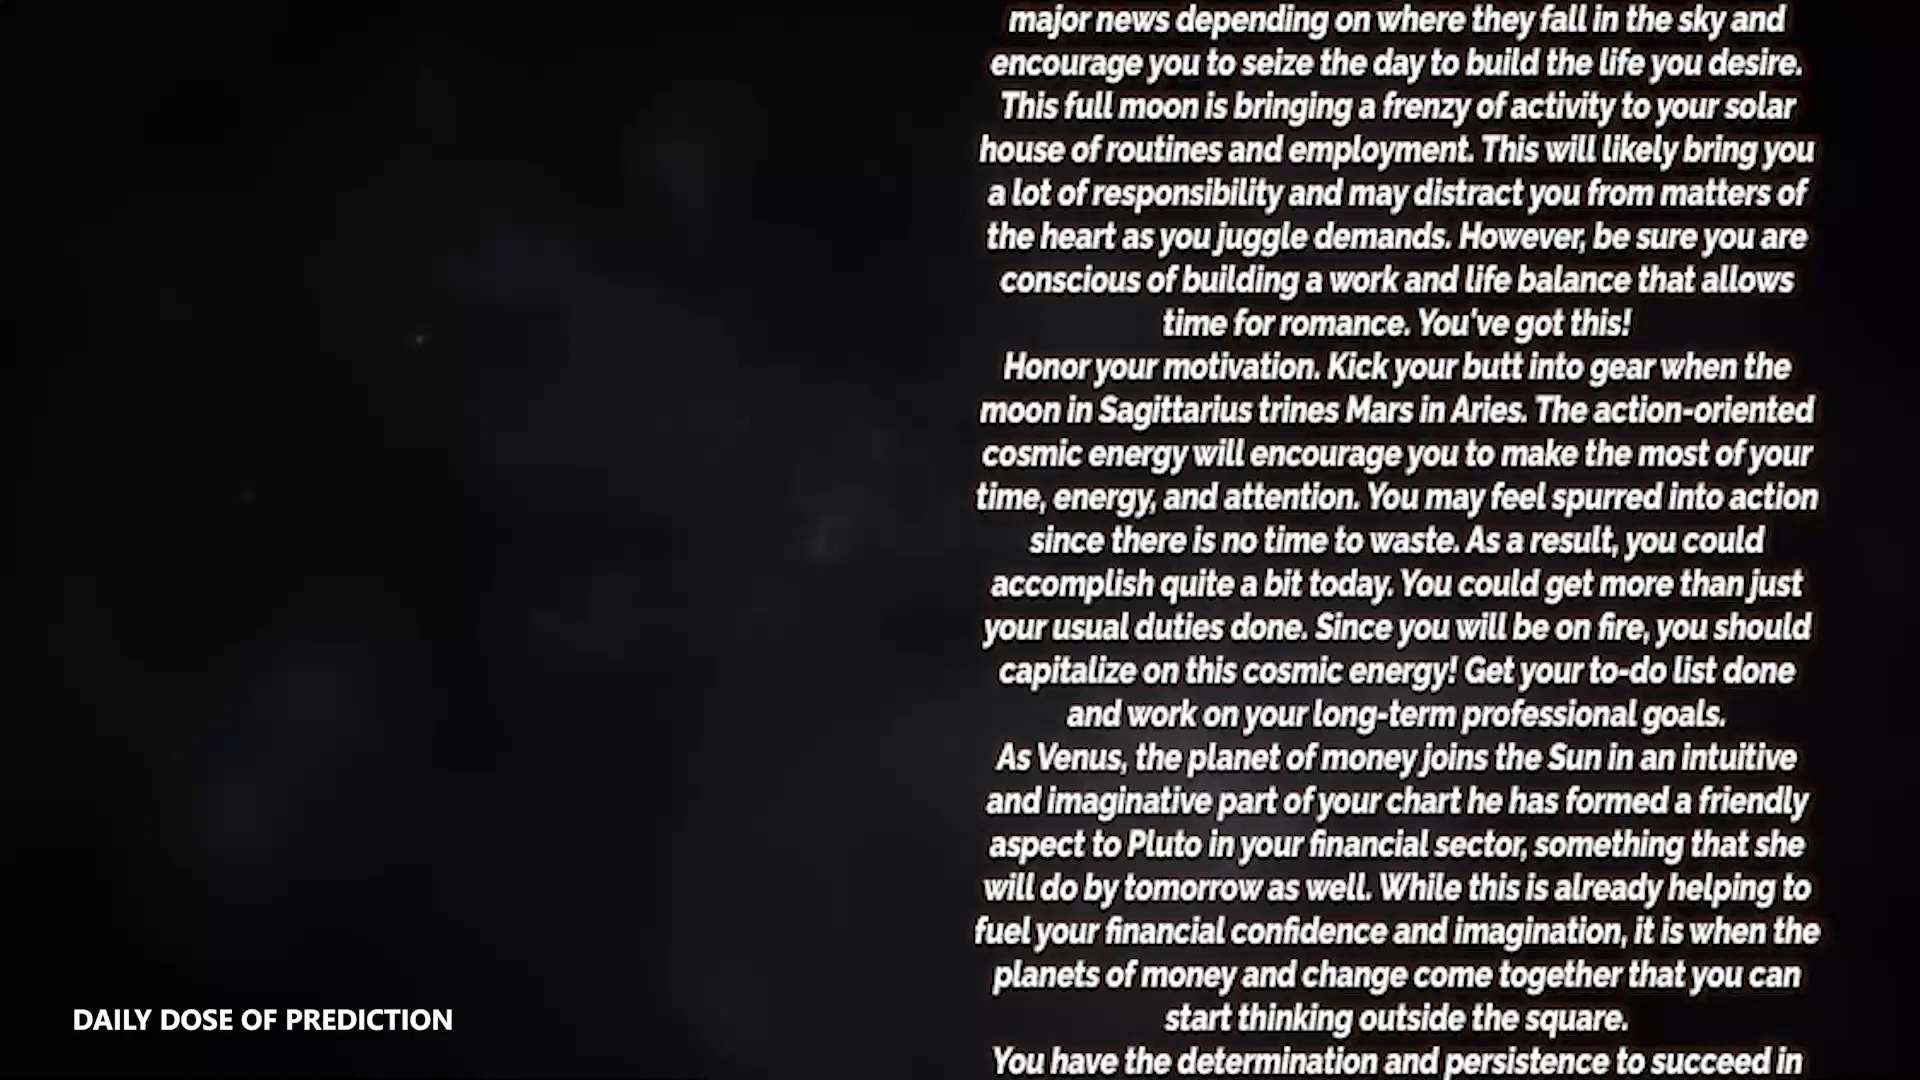 major news depending on where they fall in the sky and
encourage you to seize the day to build the life you desire.
This full moon is bringing a frenzy of activity to your solar
house of routines and employment. This will likely bring you
a lot of responsibility and may distract you from matters of
the heart as you juggle demands. However, be sure you are
conscious of building a work and life balance that allows
time for romance. You've got this!
Honor your motivation. Kick your butt into gear when the
moon in Sagittarius trines Mars in Aries. The action-oriented
cosmic energy will encourage you to make the most of your
time, energy, and attention. You may feel spurred into action
since there is no time to waste. As a result, you could
accomplish quite a bit today. You could get more than just
your usual duties done. Since you will be on fire, you should
capitalize on this cosmic energy! Get your to-do list done
and work on your long-term professional goals.
As Venus, the planet of money joins the Sun in an intuitive
and imaginative part of your chart he has formed a friendly
aspect to Pluto in your financial sector, something that she
will do by tomorrow as well. While this is already helping to
fuel your financial confidence and imagination, it is when the
planets of money and change come together that you can
start thinking outside the square.
You have the determination and persistence to succeed in
DAILY DOSE OF PREDICTION